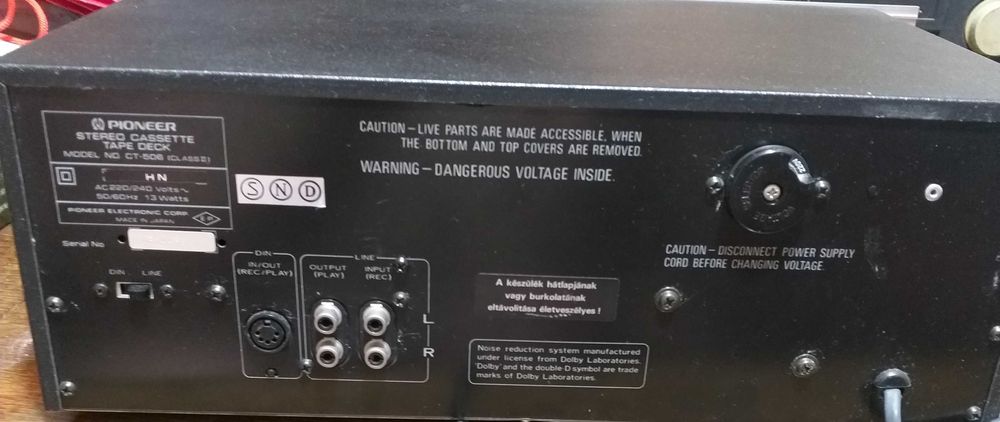 PIONEER
STEREO CASSETTE
TAPE DECK
MODEL NO. CT-506 (CLASS II)
HN
AC220/240 Volts~
50/60Hz 13 Watts
PIONEER ELECTRONIC CORP.
MADE IN JAPAN
S N D
Serial No
DIN LINE
CAUTION – LIVE PARTS ARE MADE ACCESSIBLE, WHEN
THE BOTTOM AND TOP COVERS ARE REMOVED.
WARNING – DANGEROUS VOLTAGE INSIDE.
DIN
IN/OUT
(REC/PLAY)
LINE
OUTPUT
(PLAY)
INPUT
(REC)
L
R
A készülék hátlapjának
vagy burkolatának
eltávolítása életveszélyes !
Noise reduction system manufactured
under license from Dolby Laboratories.
'Dolby' and the double-D symbol are trade
marks of Dolby Laboratories.
CAUTION – DISCONNECT POWER SUPPLY
CORD BEFORE CHANGING VOLTAGE.